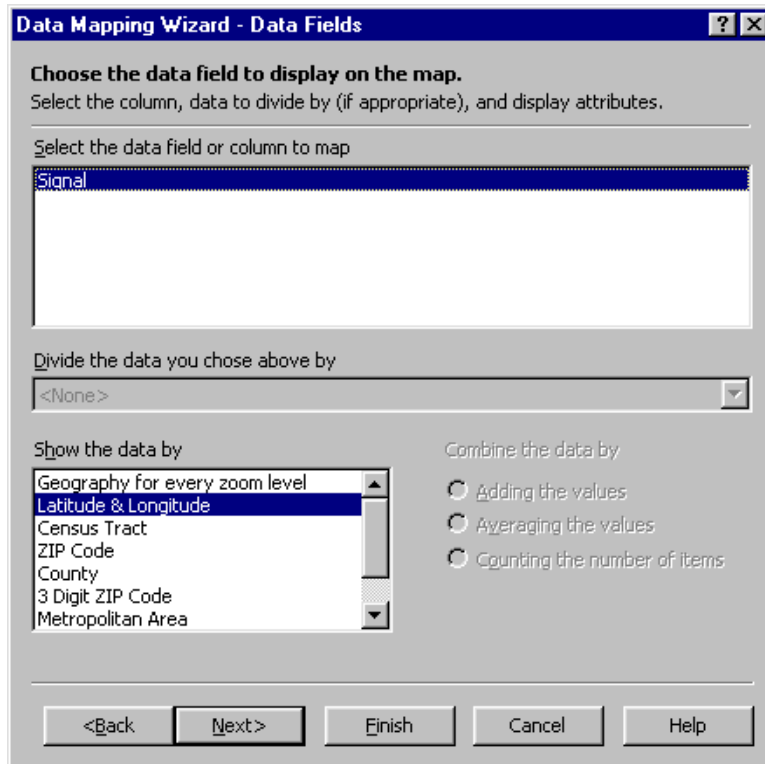 Data Mapping Wizard - Data Fields
Choose the data field to display on the map.
Select the column, data to divide by (if appropriate), and display attributes.
Select the data field or column to map
Signal
Divide the data you chose above by
<None>
Show the data by
Geography for every zoom level
Latitude & Longitude
Census Tract
ZIP Code
County
3 Digit ZIP Code
Metropolitan Area
Combine the data by
Adding the values
Averaging the values
Counting the number of items
<Back
Next>
Finish
Cancel
Help